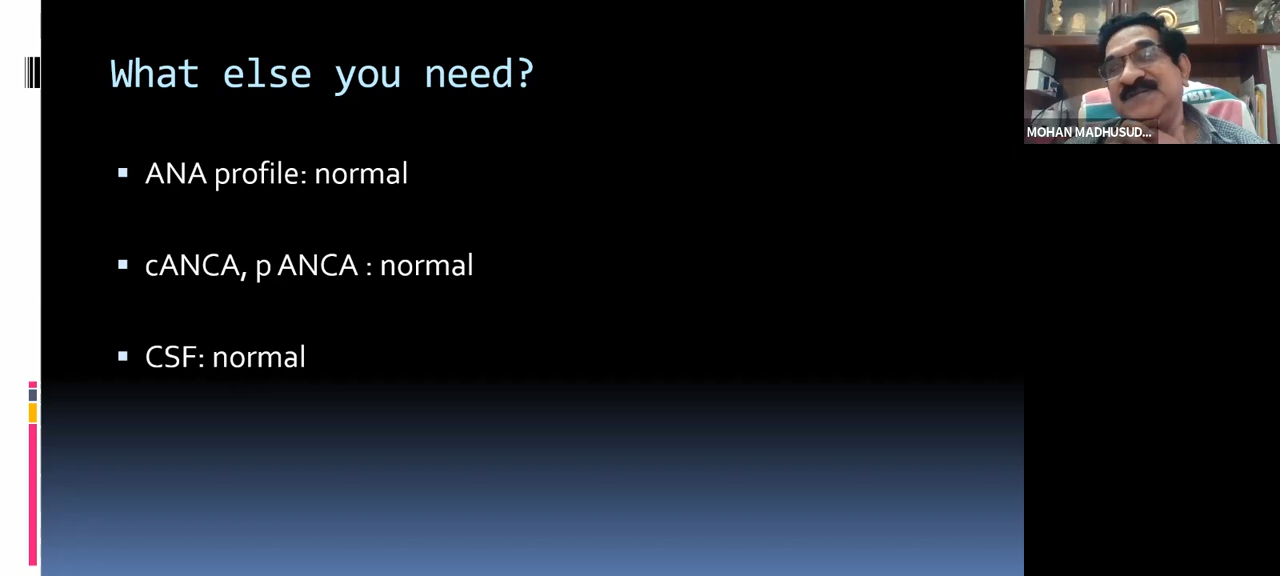 What else you need?
ANA profile: normal
cANCA, p ANCA : normal
CSF: normal
MOHAN MADHUSUD...